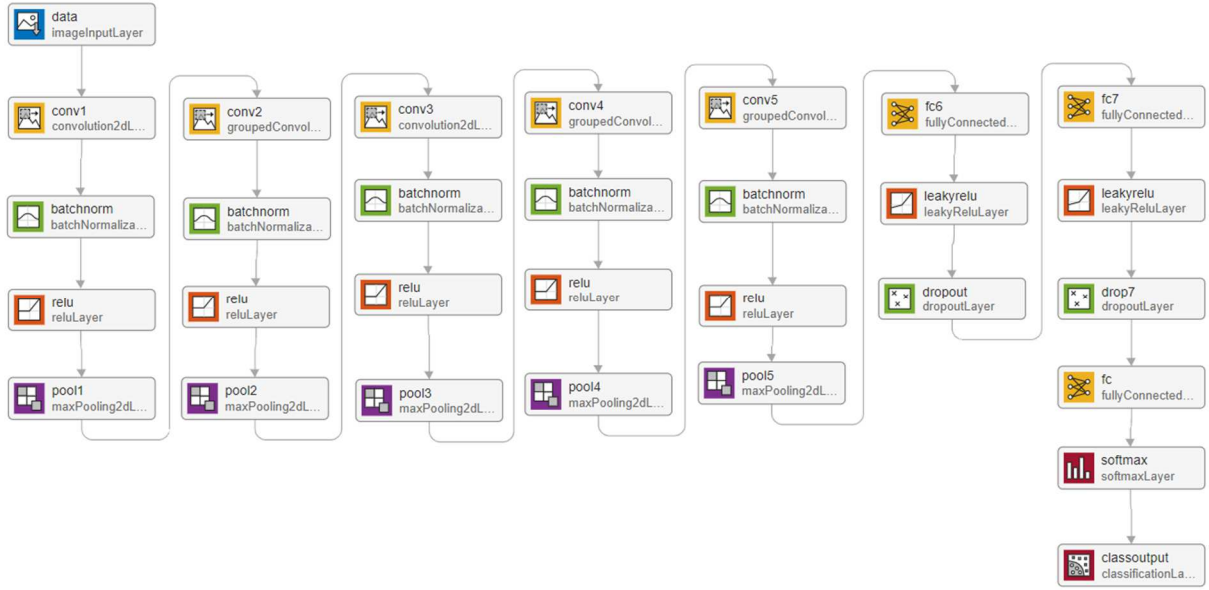 data
imageInputLayer
conv1
convolution2dL...
batchnorm
batchNormaliza...
relu
reluLayer
pool1
maxPooling2dL...
conv2
groupedConvol...
batchnorm
batchNormaliza...
relu
reluLayer
pool2
maxPooling2dL...
conv3
convolution2dL...
batchnorm
batchNormaliza...
relu
reluLayer
pool3
maxPooling2dL...
conv4
groupedConvol...
batchnorm
batchNormaliza...
relu
reluLayer
pool4
maxPooling2dL...
conv5
groupedConvol...
batchnorm
batchNormaliza...
relu
reluLayer
pool5
maxPooling2dL...
fc6
fullyConnected...
leakyrelu
leakyReluLayer
dropout
dropoutLayer
fc7
fullyConnected...
leakyrelu
leakyReluLayer
drop7
dropoutLayer
fc
fullyConnected...
softmax
softmaxLayer
classoutput
classificationLa...